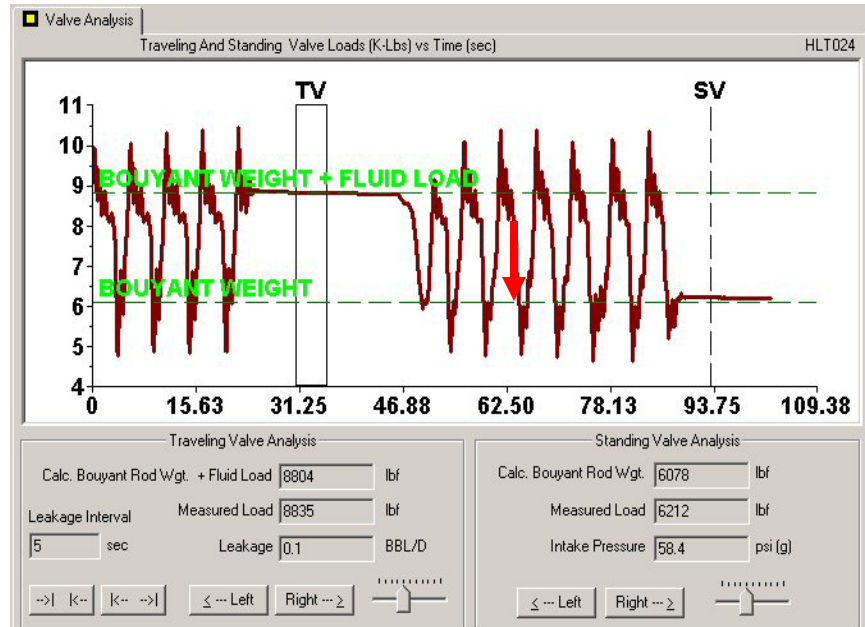 Valve Analysis
Traveling And Standing Valve Loads (K-Lbs) vs Time (sec) HLT024
TV SV
11
10
9
BOUYANT WEIGHT + FLUID LOAD
8
7
BOUYANT WEIGHT
6
5
4
0 15.63 31.25 46.88 62.50 78.13 93.75 109.38
Traveling Valve Analysis
Calc. Bouyant Rod Wgt. + Fluid Load 8804 lbf
Measured Load 8835 lbf
Leakage Interval
5 sec
Leakage 0.1 BBL/D
-->| |<-- |<-- -->| < --- Left Right --- >
Standing Valve Analysis
Calc. Bouyant Rod Wgt. 6078 lbf
Measured Load 6212 lbf
Intake Pressure 58.4 psi (g)
< --- Left Right --- >